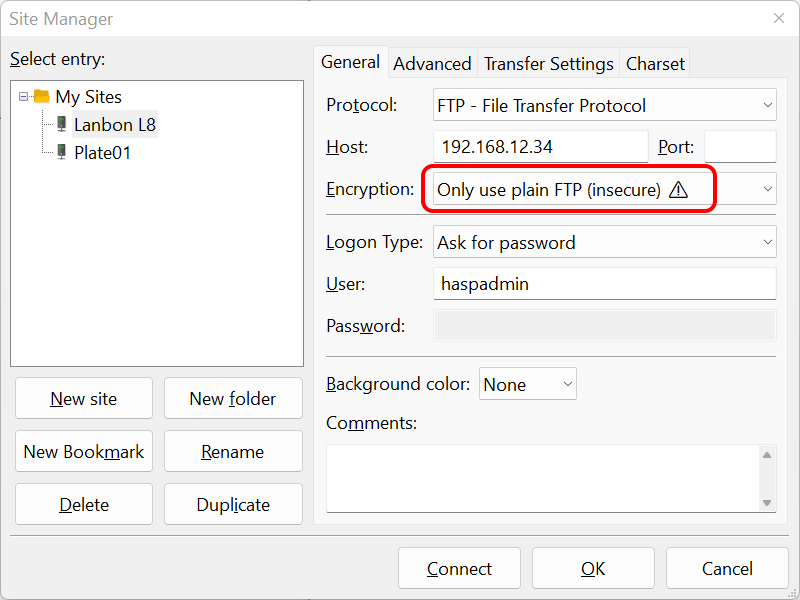 Site Manager
Select entry:
My Sites
Lanbon L8
Plate01
New site
New folder
New Bookmark
Rename
Delete
Duplicate
General
Advanced
Transfer Settings
Charset
Protocol:
FTP - File Transfer Protocol
Host:
192.168.12.34
Port:
Encryption:
Only use plain FTP (insecure) ⚠
Logon Type:
Ask for password
User:
haspadmin
Password:
Background color:
None
Comments:
Connect
OK
Cancel